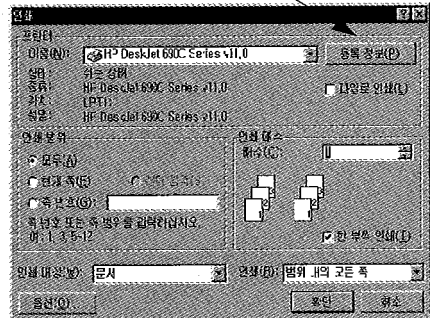 인쇄
프린터
이름(N): HP DeskJet 690C Series v11.0 등록 정보(P)
상태: 쉬는 상태
종류: HP DeskJet 690C Series v11.0
위치: LPT1:
설명: HP DeskJet 690C Series v11.0
파일로 인쇄(L)
인쇄 범위
모두(A)
현재 쪽(E)
쪽 번호(G):
쪽 번호 또는 쪽 범위를 입력하십시오.
예: 1, 3, 5-12
인쇄 매수
매수(C): 1
한 부씩 인쇄(T)
인쇄 대상(W): 문서
인쇄(R): 범위 내의 모든 쪽
옵션(O)... 확인 취소